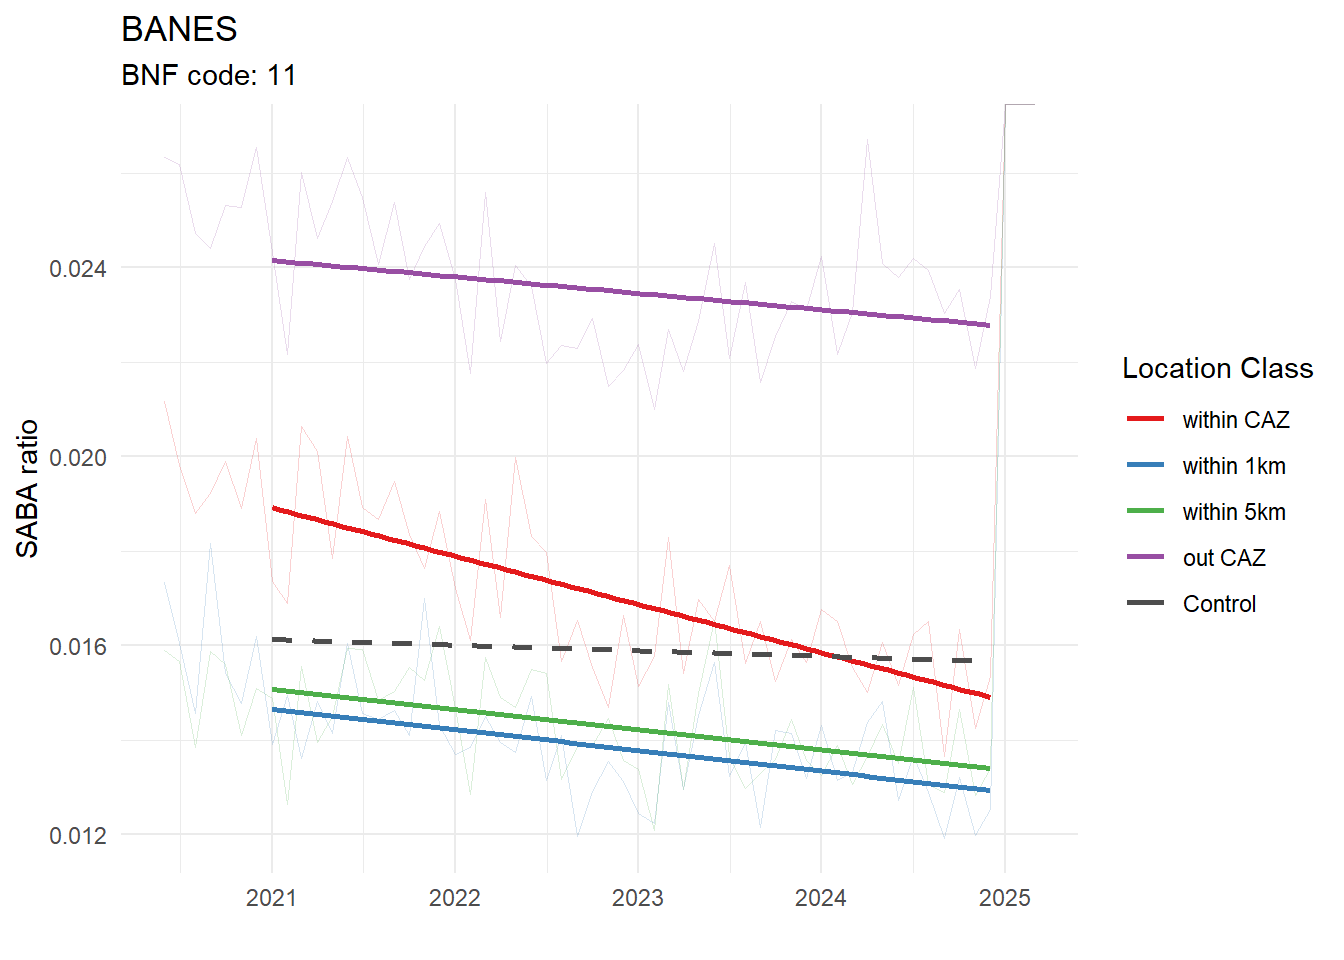 BANES
BNF code: 11
SABA ratio
0.024
0.020
0.016
0.012
2021
2022
2023
2024
2025
Location Class
within CAZ
within 1km
within 5km
out CAZ
Control